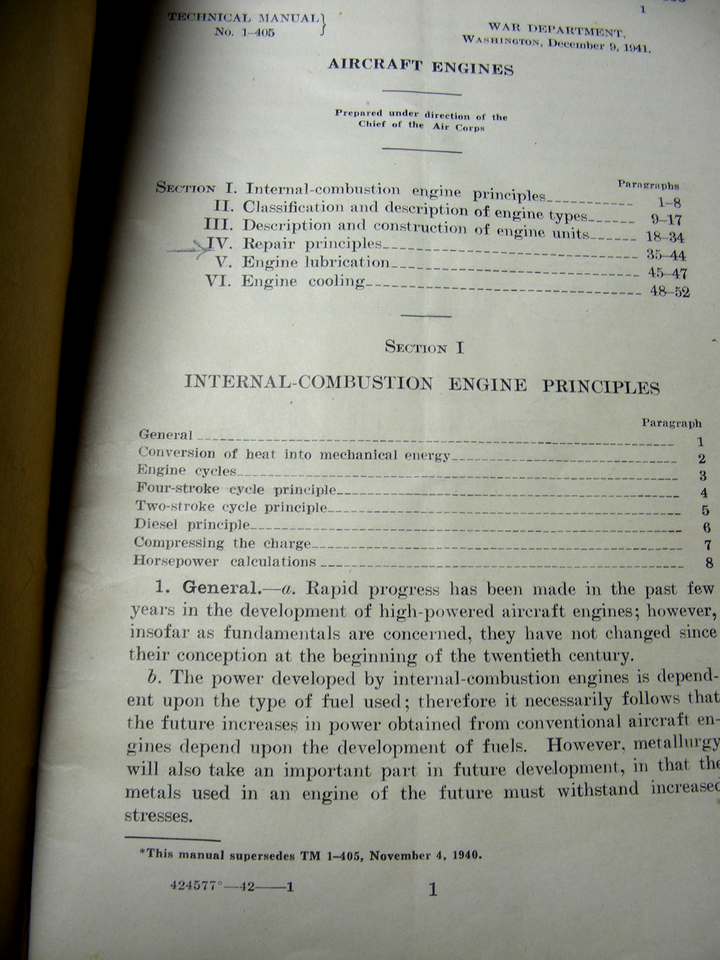 1
TECHNICAL MANUAL}
No. 1–405
WAR DEPARTMENT,
WASHINGTON, December 9, 1941.
AIRCRAFT ENGINES
Prepared under direction of the
Chief of the Air Corps
Paragraphs
SECTION I. Internal-combustion engine principles 1–8
II. Classification and description of engine types 9–17
III. Description and construction of engine units 18–34
IV. Repair principles 35–44
V. Engine lubrication 45–47
VI. Engine cooling 48–52
SECTION I
INTERNAL-COMBUSTION ENGINE PRINCIPLES
Paragraph
General 1
Conversion of heat into mechanical energy 2
Engine cycles 3
Four-stroke cycle principle 4
Two-stroke cycle principle 5
Diesel principle 6
Compressing the charge 7
Horsepower calculations 8
1. General.—a. Rapid progress has been made in the past few
years in the development of high-powered aircraft engines; however,
insofar as fundamentals are concerned, they have not changed since
their conception at the beginning of the twentieth century.
b. The power developed by internal-combustion engines is depend-
ent upon the type of fuel used; therefore it necessarily follows that
the future increases in power obtained from conventional aircraft en-
gines depend upon the development of fuels. However, metallurgy
will also take an important part in future development, in that the
metals used in an engine of the future must withstand increased
stresses.
*This manual supersedes TM 1–405, November 4, 1940.
424577°—42——1
1